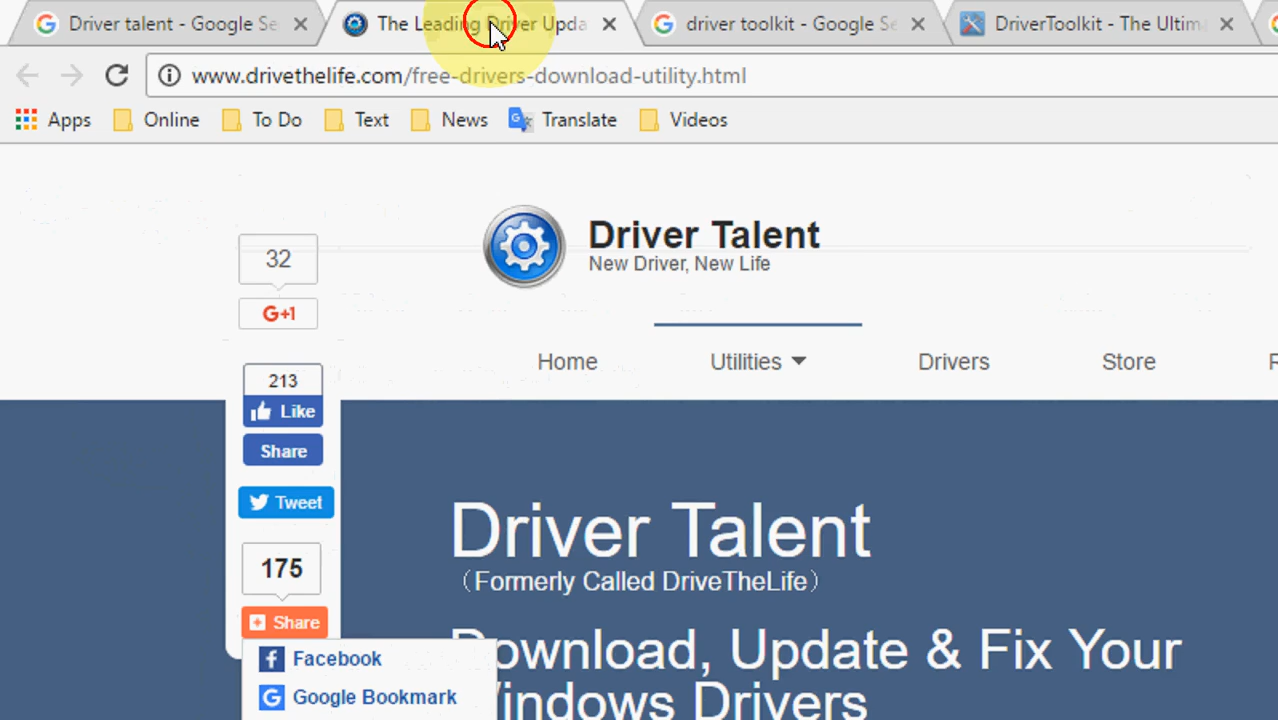 Driver talent - Google Se
The Leading Driver Upda
driver toolkit - Google Se
DriverToolkit - The Ultim
www.drivethelife.com/free-drivers-download-utility.html
Apps
Online
To Do
Text
News
Translate
Videos
Driver Talent
New Driver, New Life
32
G+1
Home
Utilities
Drivers
Store
213
Like
Share
Tweet
175
Share
Facebook
Google Bookmark
Driver Talent
（Formerly Called DriveTheLife）
Download, Update & Fix Your
Windows Drivers